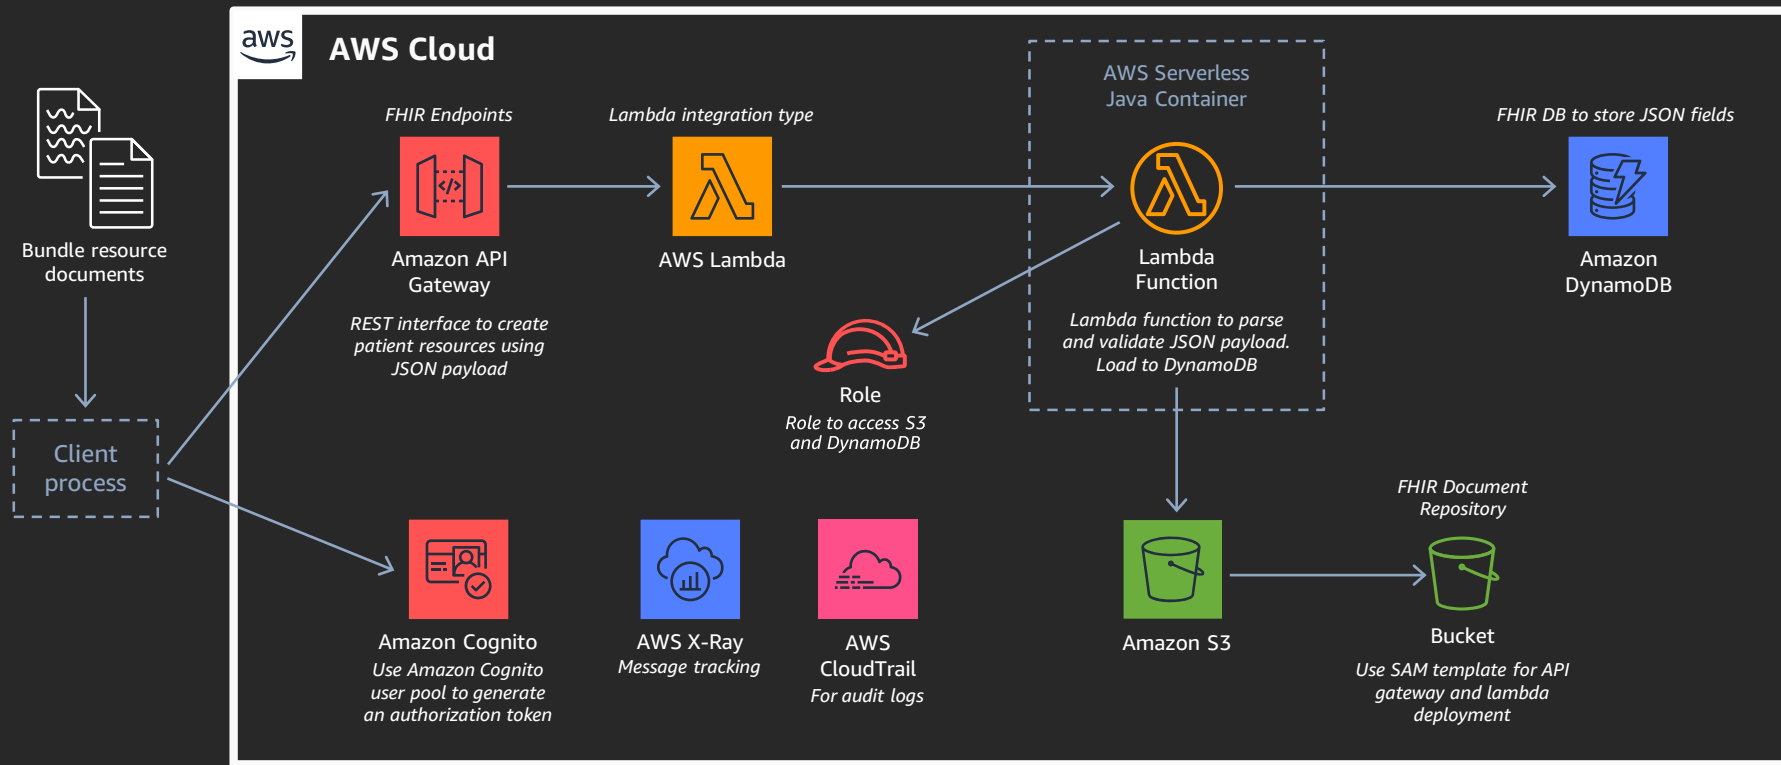 aws
AWS Cloud
Bundle resource
documents
Client
process
FHIR Endpoints
</>
Amazon API
Gateway
REST interface to create
patient resources using
JSON payload
Lambda integration type
AWS Lambda
AWS Serverless
Java Container
Lambda
Function
Lambda function to parse
and validate JSON payload.
Load to DynamoDB
FHIR DB to store JSON fields
Amazon
DynamoDB
Role
Role to access S3
and DynamoDB
Amazon Cognito
Use Amazon Cognito
user pool to generate
an authorization token
AWS X-Ray
Message tracking
AWS
CloudTrail
For audit logs
Amazon S3
FHIR Document
Repository
Bucket
Use SAM template for API
gateway and lambda
deployment